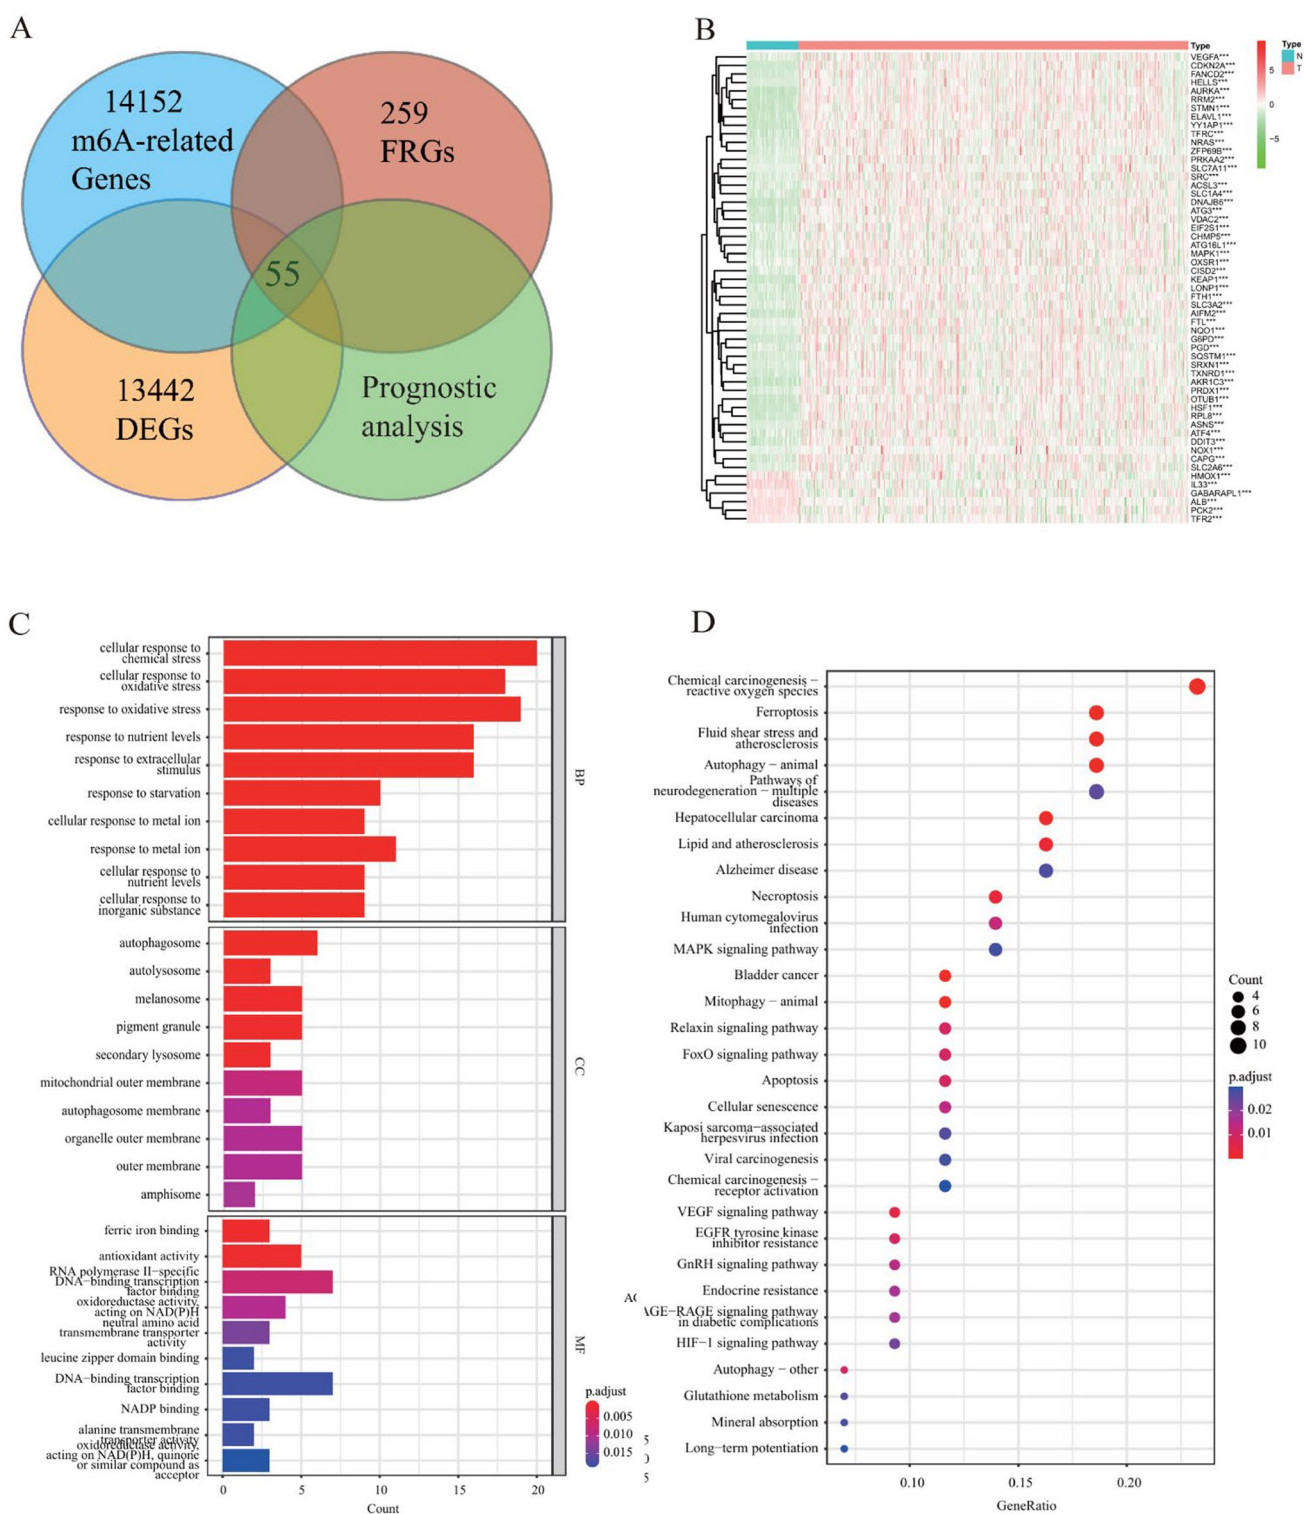 A
14152
m6A-related
Genes
259
FRGs
55
13442
DEGs
Prognostic
analysis
B
Type
VEGFA***
CDKN2A***
FANCD2***
HELLS***
AURKA***
RRM2***
STMN1***
ELAVL1***
YY1AP1***
TFRC***
NRAS***
ZFP69B***
PRKAA2***
SLC7A11***
SRC***
ACSL3***
SLC1A4***
DNAJB6***
ATG3***
VDAC2***
EIF2S1***
CHMP5***
ATG16L1***
MAPK1***
OXSR1***
CISD2***
KEAP1***
LONP1***
FTH1***
SLC3A2***
AIFM2***
FTL***
NQO1***
G6PD***
PGD***
SQSTM1***
SRXN1***
TXNRD1***
AKR1C3***
PRDX1***
OTUB1***
HSF1***
RPL8***
ASNS***
ATF4***
DDIT3***
NOX1***
CAPG***
SLC2A6***
HMOX1***
IL33***
GABARAPL1***
ALB***
PCK2***
TFR2***
5
0
−5
Type
N
T
C
cellular response to
chemical stress
cellular response to
oxidative stress
response to oxidative stress
response to nutrient levels
response to extracellular
stimulus
response to starvation
cellular response to metal ion
response to metal ion
cellular response to
nutrient levels
cellular response to
inorganic substance
BP
autophagosome
autolysosome
melanosome
pigment granule
secondary lysosome
mitochondrial outer membrane
autophagosome membrane
organelle outer membrane
outer membrane
amphisome
CC
ferric iron binding
antioxidant activity
RNA polymerase II−specific
DNA−binding transcription
factor binding
oxidoreductase activity,
acting on NAD(P)H
neutral amino acid
transmembrane transporter
activity
leucine zipper domain binding
DNA−binding transcription
factor binding
NADP binding
alanine transmembrane
transporter activity
oxidoreductase activity,
acting on NAD(P)H, quinone
or similar compound as
acceptor
MF
0
5
10
15
20
Count
p.adjust
0.005
0.010
0.015
D
Chemical carcinogenesis −
reactive oxygen species
Ferroptosis
Fluid shear stress and
atherosclerosis
Autophagy − animal
Pathways of
neurodegeneration − multiple
diseases
Hepatocellular carcinoma
Lipid and atherosclerosis
Alzheimer disease
Necroptosis
Human cytomegalovirus
infection
MAPK signaling pathway
Bladder cancer
Mitophagy − animal
Relaxin signaling pathway
FoxO signaling pathway
Apoptosis
Cellular senescence
Kaposi sarcoma−associated
herpesvirus infection
Viral carcinogenesis
Chemical carcinogenesis −
receptor activation
VEGF signaling pathway
EGFR tyrosine kinase
inhibitor resistance
GnRH signaling pathway
Endocrine resistance
AGE−RAGE signaling pathway
in diabetic complications
HIF−1 signaling pathway
Autophagy − other
Glutathione metabolism
Mineral absorption
Long−term potentiation
0.10
0.15
0.20
GeneRatio
Count
4
6
8
10
p.adjust
0.02
0.01